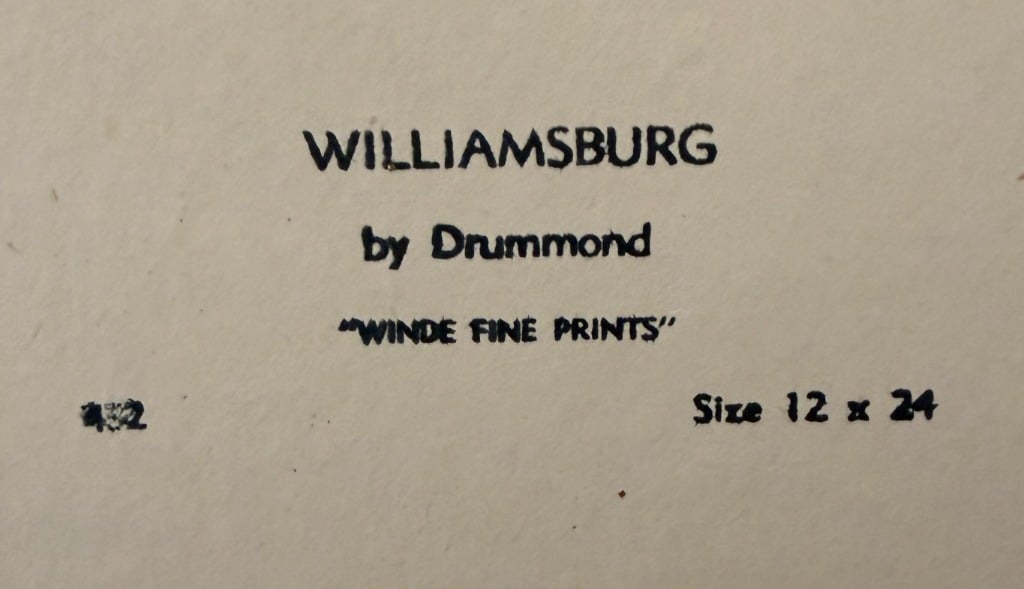 WILLIAMSBURG
by Drummond
"WINDE FINE PRINTS"
Size 12 x 24